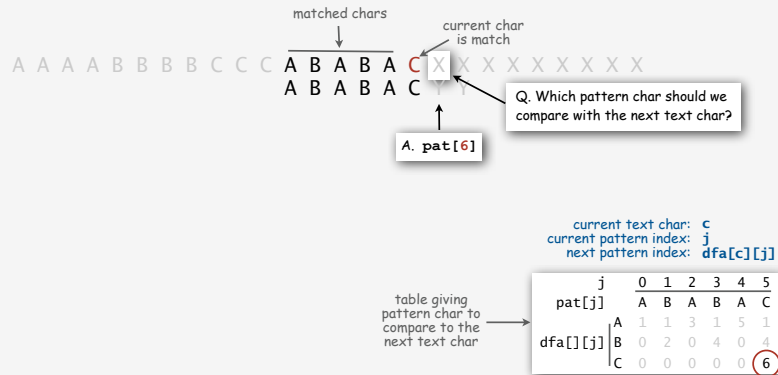 matched chars
current char
is match
A A A A B B B B C C C A B A B A C X X X X X X X X X
A B A B A C Y Y
Q. Which pattern char should we
compare with the next text char?
A. pat[6]
current text char: c
current pattern index: j
next pattern index: dfa[c][j]
table giving
pattern char to
compare to the
next text char
j 0 1 2 3 4 5
pat[j] A B A B A C
A 1 1 3 1 5 1
dfa[][j] B 0 2 0 4 0 4
C 0 0 0 0 0 6